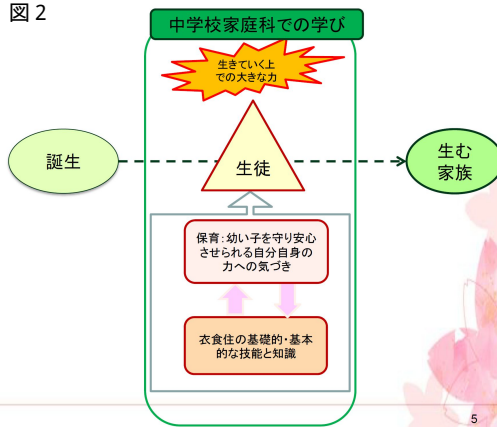 図2
中学校家庭科での学び
生きていく上
での大きな力
誕生
生徒
生む
家族
保育：幼い子を守り安心
させられる自分自身の
力への気づき
衣食住の基礎的・基本
的な技能と知識
5